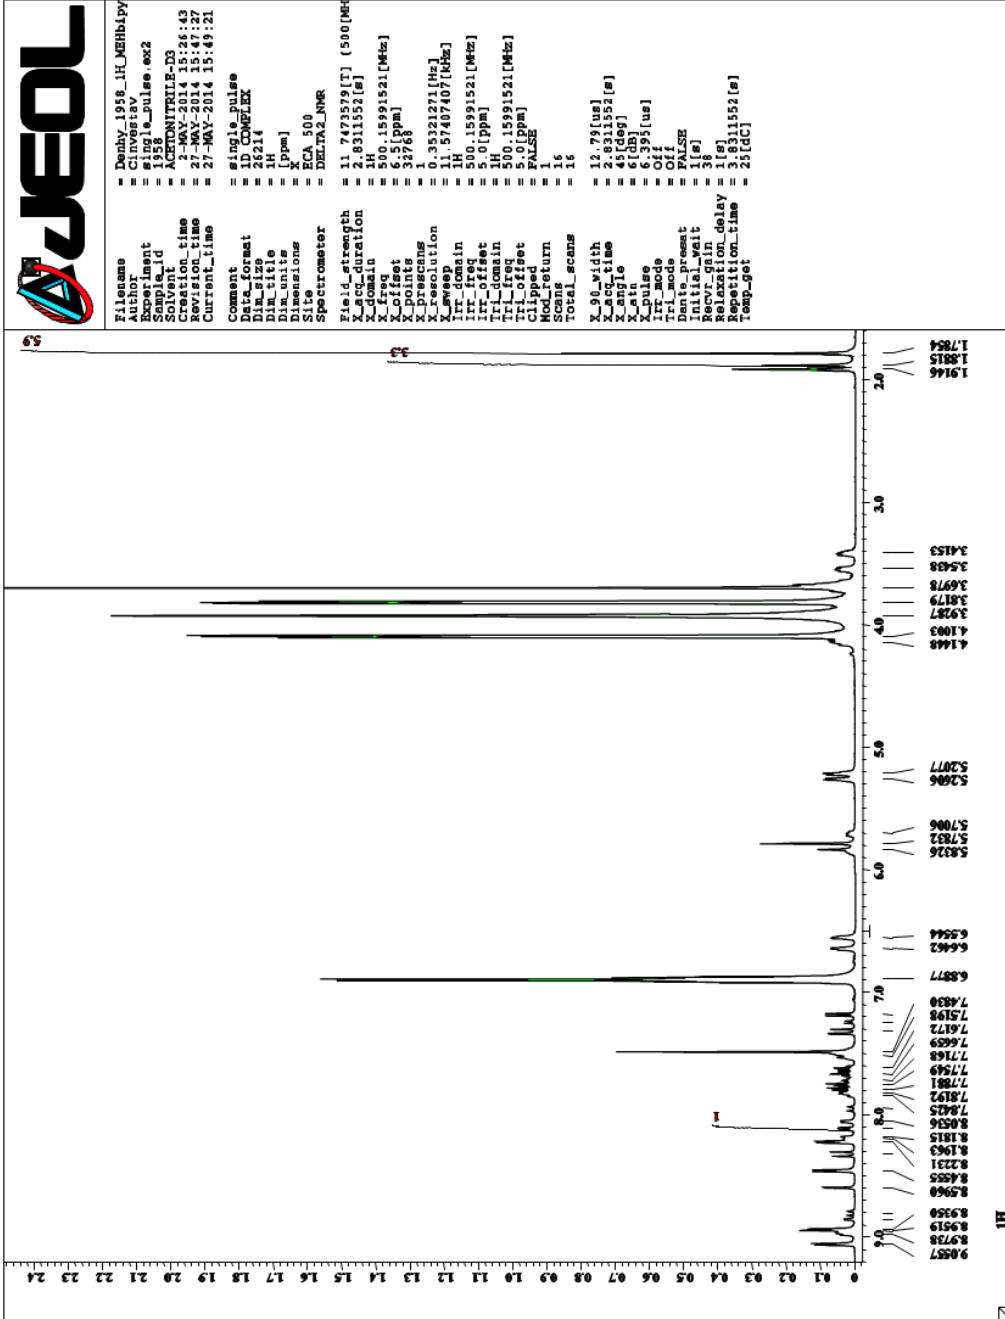 JEOL
Filename = Denby_1958_1H_MEHbipy
Author = Cinvestav
Experiment = single_pulse.ex2
Sample_id = 1958
Solvent = ACETONITRILE-D3
Creation_time = 2-MAY-2014 15:26:43
Revision_time = 27-MAY-2014 15:47:27
Current_time = 27-MAY-2014 15:49:21
Comment = single_pulse
Data_format = 1D COMPLEX
Dim_size = 26214
Dim_title = 1H
Dim_units = [ppm]
Dimensions = X
Site = ECA 500
Spectrometer = DELTA2_NMR
Field_strength = 11.7473579[T] (500[MH
X_acq_duration = 2.8311552[s]
X_domain = 1H
X_freq = 500.15991521[MHz]
X_offset = 6.5[ppm]
X_points = 32768
X_prescans = 1
X_resolution = 0.35321271[Hz]
X_sweep = 11.57407407[kHz]
Irr_domain = 1H
Irr_freq = 500.15991521[MHz]
Irr_offset = 5.0[ppm]
Tri_domain = 1H
Tri_freq = 500.15991521[MHz]
Tri_offset = 5.0[ppm]
Clipped = FALSE
Mod_return = 1
Scans = 16
Total_scans = 16
X_90_width = 12.79[us]
X_acq_time = 2.8311552[s]
X_angle = 45[deg]
X_atn = 6[dB]
X_pulse = 6.395[us]
Irr_mode = Off
Tri_mode = Off
Dante_presat = FALSE
Initial_wait = 1[s]
Recvr_gain = 38
Relaxation_delay = 1[s]
Repetition_time = 3.8311552[s]
Temp_get = 25[dC]
5.9
3.3
1
2.4
2.3
2.2
2.1
2.0
1.9
1.8
1.7
1.6
1.5
1.4
1.3
1.2
1.1
1.0
0.9
0.8
0.7
0.6
0.5
0.4
0.3
0.2
0.1
0
9.0 8.0 7.0 6.0 5.0 4.0 3.0 2.0
9.0557
8.9738
8.9519
8.9350
8.5960
8.4555
8.2231
8.1963
8.1815
8.0536
7.8425
7.8192
7.7881
7.7549
7.7168
7.6659
7.6172
7.5198
7.4830
6.8877
6.6462
6.5544
5.8326
5.7832
5.7006
5.2606
5.2077
4.1448
4.1003
3.9287
3.8179
3.6978
3.5438
3.4153
1.9146
1.8815
1.7854
1H